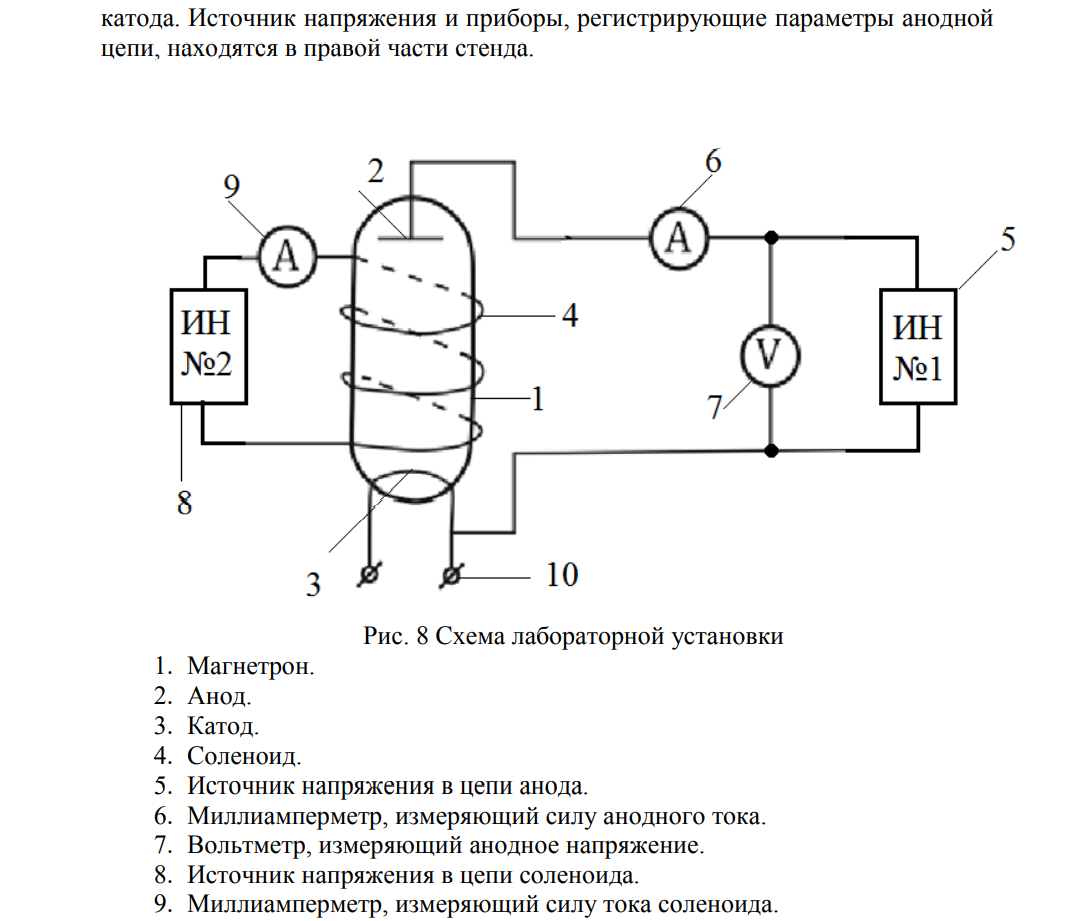 катода. Источник напряжения и приборы, регистрирующие параметры анодной
цепи, находятся в правой части стенда.
2
6
9
A
A
5
ИН
№2
4
ИН
№1
V
1
7
8
3
10
Рис. 8 Схема лабораторной установки
1. Магнетрон.
2. Анод.
3. Катод.
4. Соленоид.
5. Источник напряжения в цепи анода.
6. Миллиамперметр, измеряющий силу анодного тока.
7. Вольтметр, измеряющий анодное напряжение.
8. Источник напряжения в цепи соленоида.
9. Миллиамперметр, измеряющий силу тока соленоида.